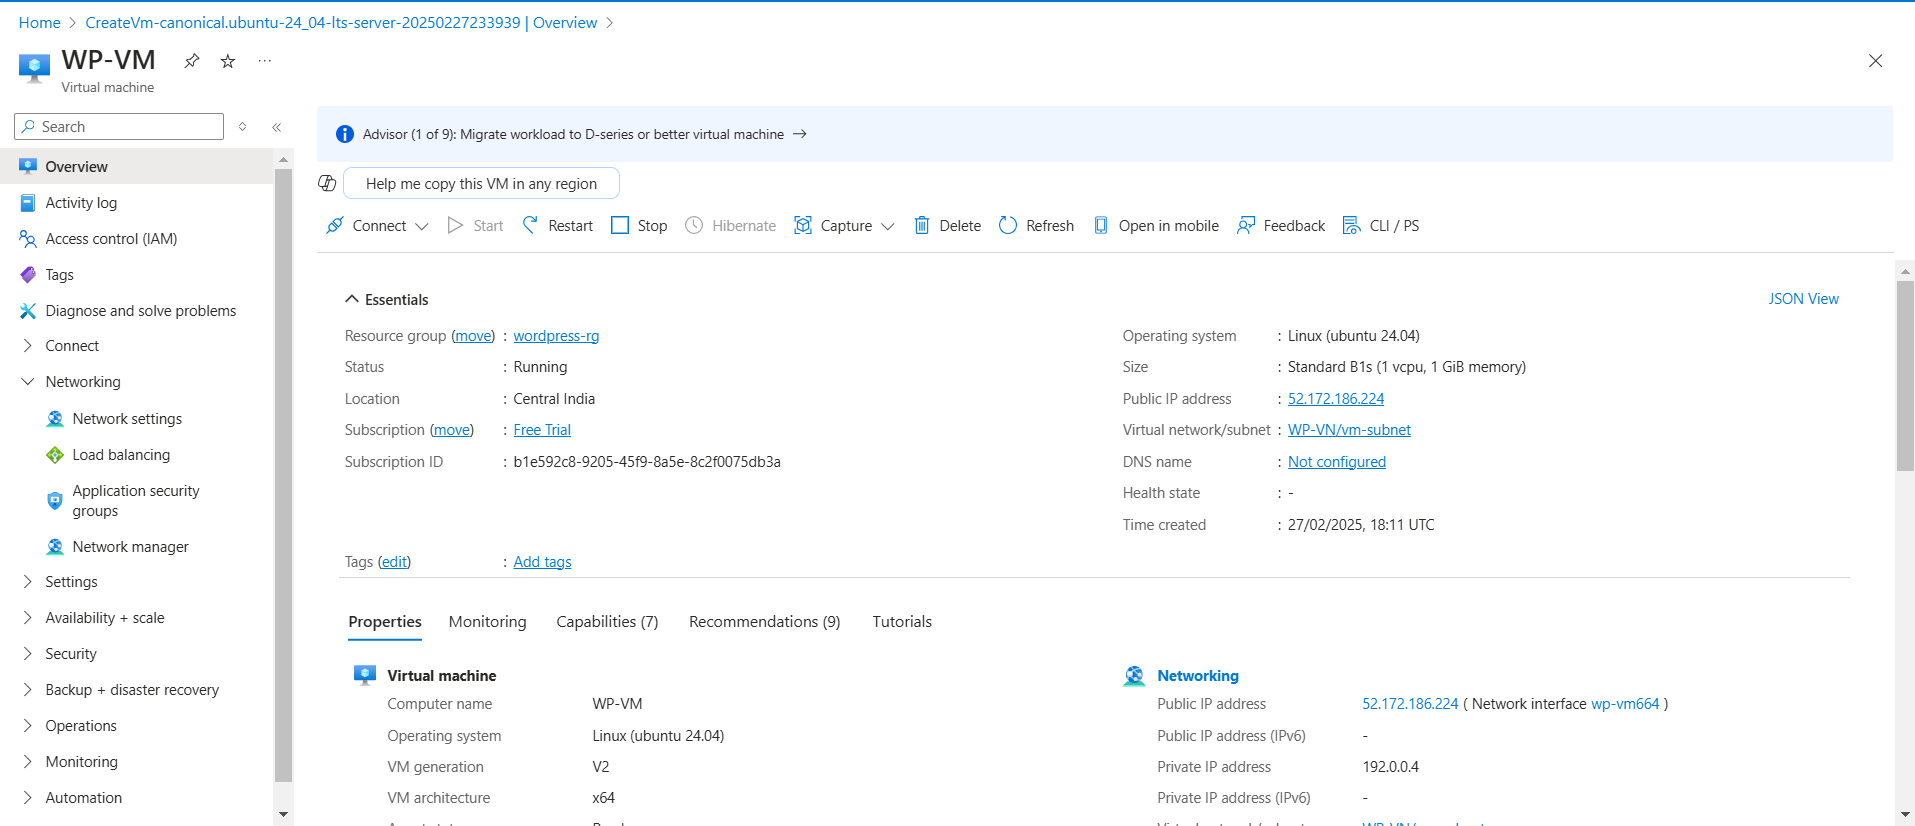 Home > CreateVm-canonical.ubuntu-24_04-lts-server-20250227233939 | Overview >
WP-VM
Virtual machine
Search
Overview
Activity log
Access control (IAM)
Tags
Diagnose and solve problems
Connect
Networking
Network settings
Load balancing
Application security
groups
Network manager
Settings
Availability + scale
Security
Backup + disaster recovery
Operations
Monitoring
Automation
Advisor (1 of 9): Migrate workload to D-series or better virtual machine →
Help me copy this VM in any region
Connect Start Restart Stop Hibernate Capture Delete Refresh Open in mobile Feedback CLI / PS
Essentials
JSON View
Resource group (move) : wordpress-rg
Status : Running
Location : Central India
Subscription (move) : Free Trial
Subscription ID : b1e592c8-9205-45f9-8a5e-8c2f0075db3a
Operating system : Linux (ubuntu 24.04)
Size : Standard B1s (1 vcpu, 1 GiB memory)
Public IP address : 52.172.186.224
Virtual network/subnet : WP-VN/vm-subnet
DNS name : Not configured
Health state : -
Time created : 27/02/2025, 18:11 UTC
Tags (edit) : Add tags
Properties Monitoring Capabilities (7) Recommendations (9) Tutorials
Virtual machine
Computer name WP-VM
Operating system Linux (ubuntu 24.04)
VM generation V2
VM architecture x64
Networking
Public IP address 52.172.186.224 ( Network interface wp-vm664 )
Public IP address (IPv6) -
Private IP address 192.0.0.4
Private IP address (IPv6) -